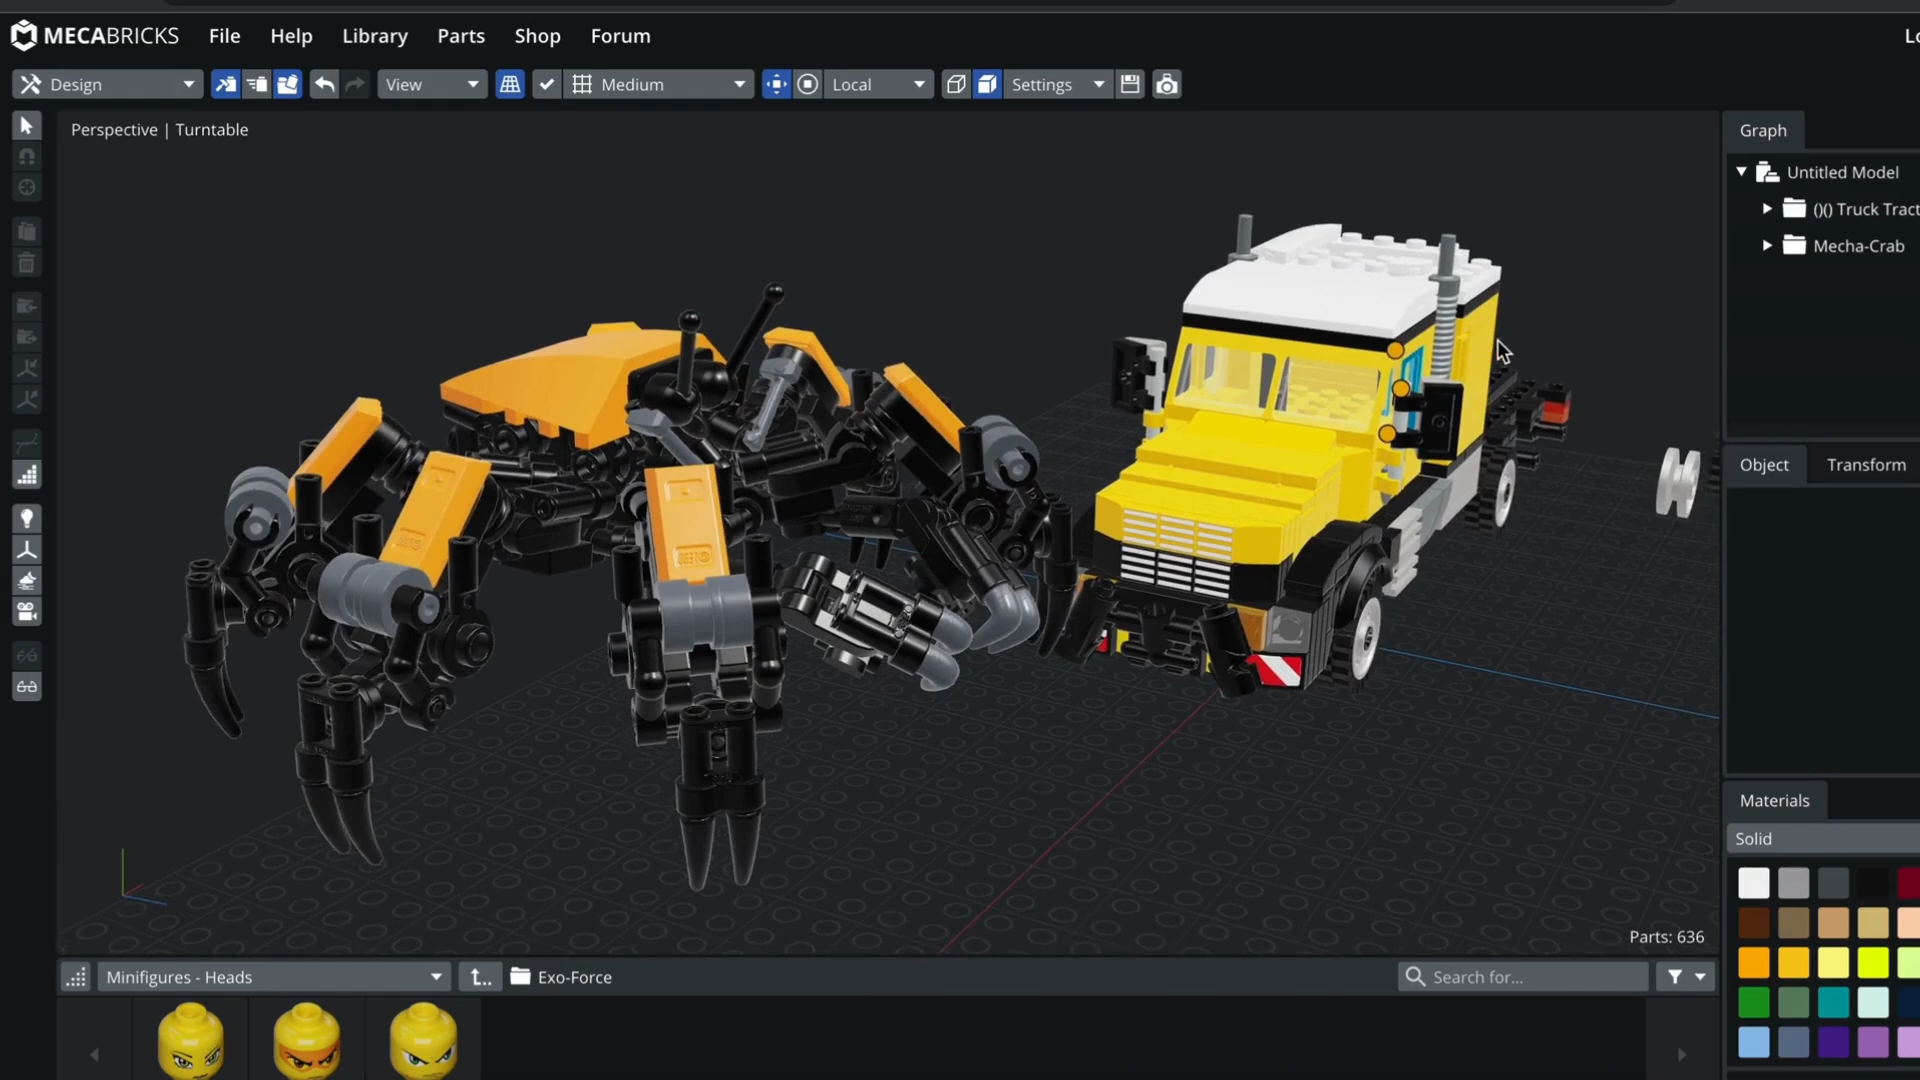 MECABRICKS File Help Library Parts Shop Forum Lo
Design View Medium Local Settings
Perspective | Turntable
Graph
Untitled Model
()() Truck Tract
Mecha-Crab
Object Transform
Materials
Solid
Parts: 636
Minifigures - Heads Exo-Force Search for...